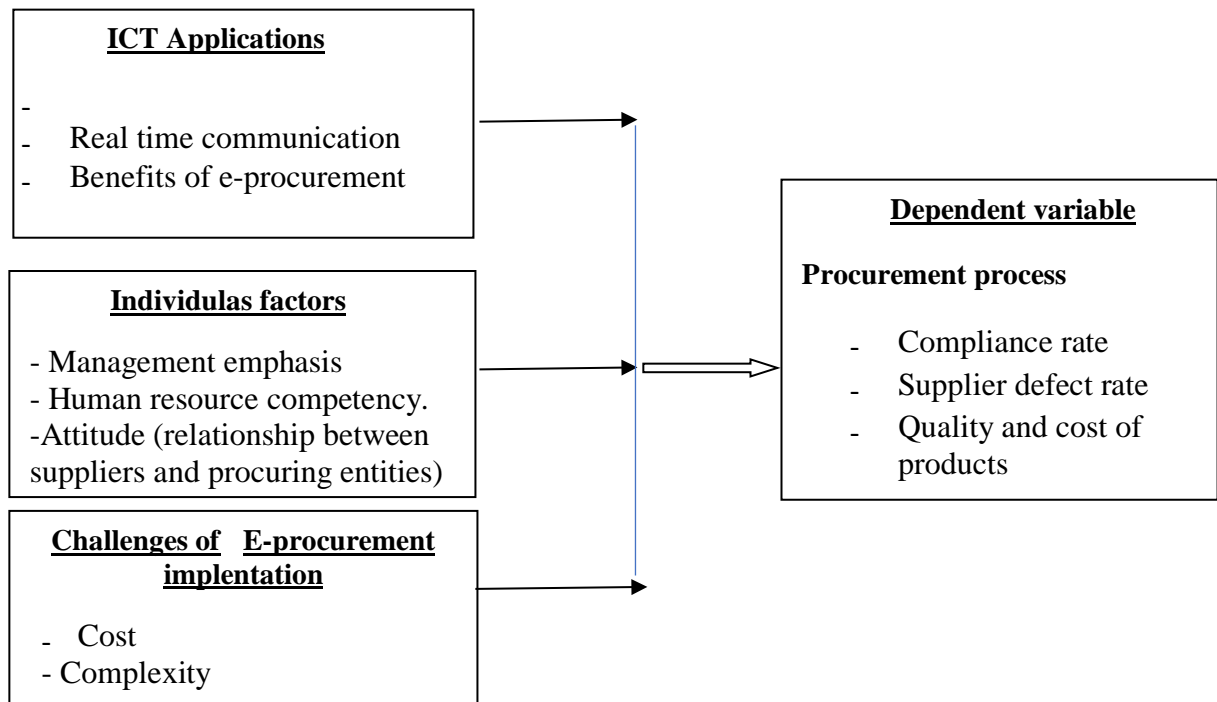 ICT Applications
-
- Real time communication
- Benefits of e-procurement
Individulas factors
- Management emphasis
- Human resource competency.
-Attitude (relationship between
suppliers and procuring entities)
Challenges of E-procurement
implentation
- Cost
- Complexity
Dependent variable
Procurement process
- Compliance rate
- Supplier defect rate
- Quality and cost of
products